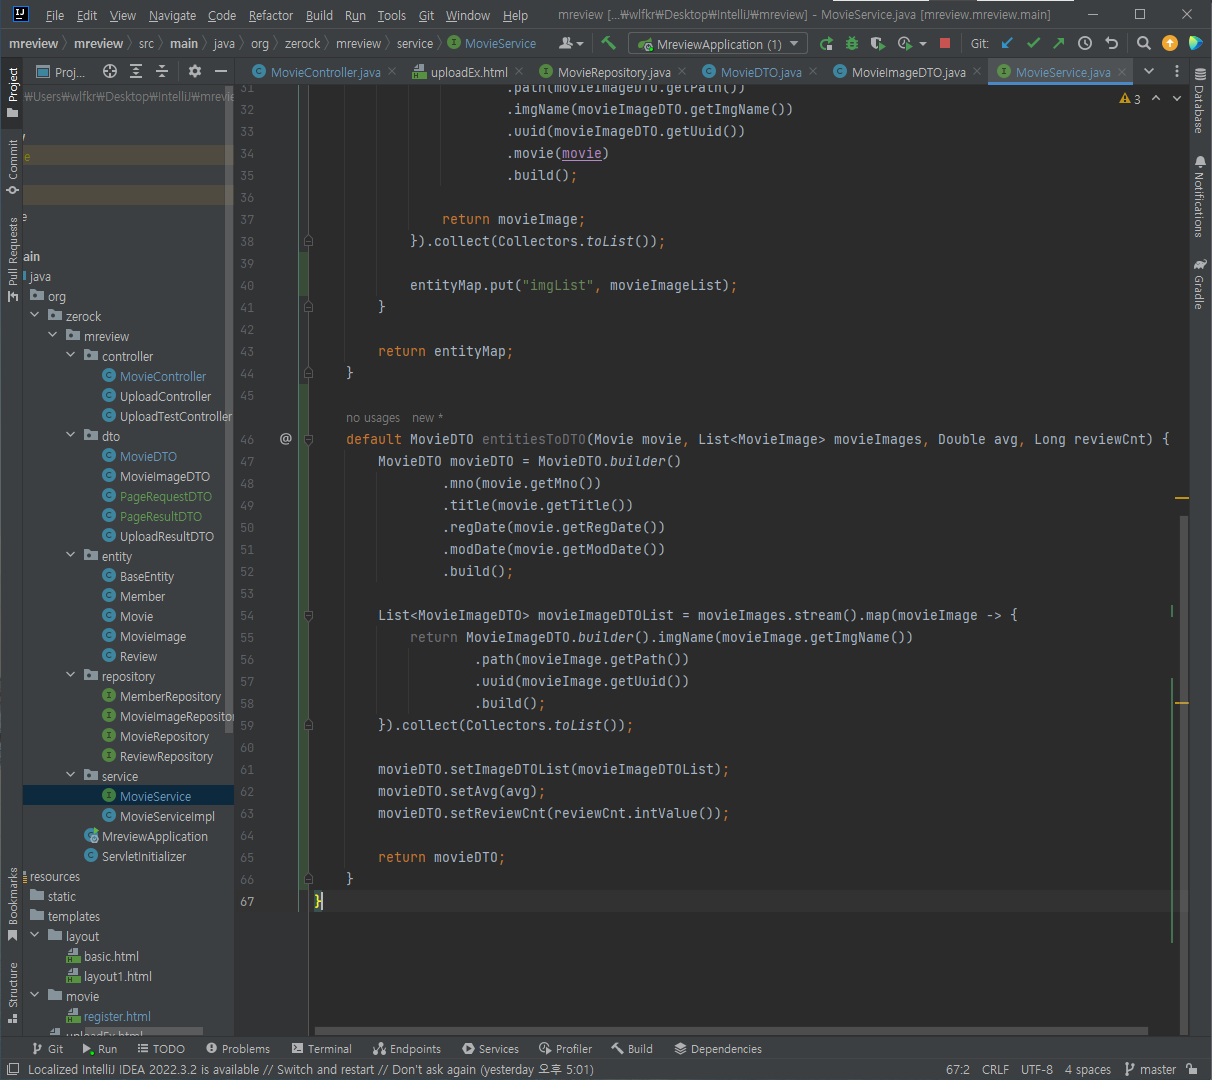 File Edit View Navigate Code Refactor Build Run Tools Git Window Help mreview [...₩wlfkr₩Desktop₩IntelliJ₩mreview] - MovieService.java [mreview.mreview.main]
mreview mreview src main java org zerock mreview service MovieService MreviewApplication (1) Git:
Project Proj... MovieController.java uploadEx.html MovieRepository.java MovieDTO.java MovieImageDTO.java MovieService.java
₩Users₩wlfkr₩Desktop₩IntelliJ₩mreview
Commit
Pull Requests
Bookmarks
Structure
ain
java
org
zerock
mreview
controller
MovieController
UploadController
UploadTestController
dto
MovieDTO
MovieImageDTO
PageRequestDTO
PageResultDTO
UploadResultDTO
entity
BaseEntity
Member
Movie
MovieImage
Review
repository
MemberRepository
MovieImageReposito
MovieRepository
ReviewRepository
service
MovieService
MovieServiceImpl
MreviewApplication
ServletInitializer
resources
static
templates
layout
basic.html
layout1.html
movie
register.html
uploadEx.html
3
31 .path(movieImageDTO.getPath())
32 .imgName(movieImageDTO.getImgName())
33 .uuid(movieImageDTO.getUuid())
34 .movie(movie)
35 .build();
36
37 return movieImage;
38 }).collect(Collectors.toList());
39
40 entityMap.put("imgList", movieImageList);
41 }
42
43 return entityMap;
44 }
45
no usages new *
46 @ default MovieDTO entitiesToDTO(Movie movie, List<MovieImage> movieImages, Double avg, Long reviewCnt) {
47 MovieDTO movieDTO = MovieDTO.builder()
48 .mno(movie.getMno())
49 .title(movie.getTitle())
50 .regDate(movie.getRegDate())
51 .modDate(movie.getModDate())
52 .build();
53
54 List<MovieImageDTO> movieImageDTOList = movieImages.stream().map(movieImage -> {
55 return MovieImageDTO.builder().imgName(movieImage.getImgName())
56 .path(movieImage.getPath())
57 .uuid(movieImage.getUuid())
58 .build();
59 }).collect(Collectors.toList());
60
61 movieDTO.setImageDTOList(movieImageDTOList);
62 movieDTO.setAvg(avg);
63 movieDTO.setReviewCnt(reviewCnt.intValue());
64
65 return movieDTO;
66 }
67 }
Database
Notifications
Gradle
Git Run TODO Problems Terminal Endpoints Services Profiler Build Dependencies
Localized IntelliJ IDEA 2022.3.2 is available // Switch and restart // Don't ask again (yesterday 오후 5:01) 67:2 CRLF UTF-8 4 spaces master